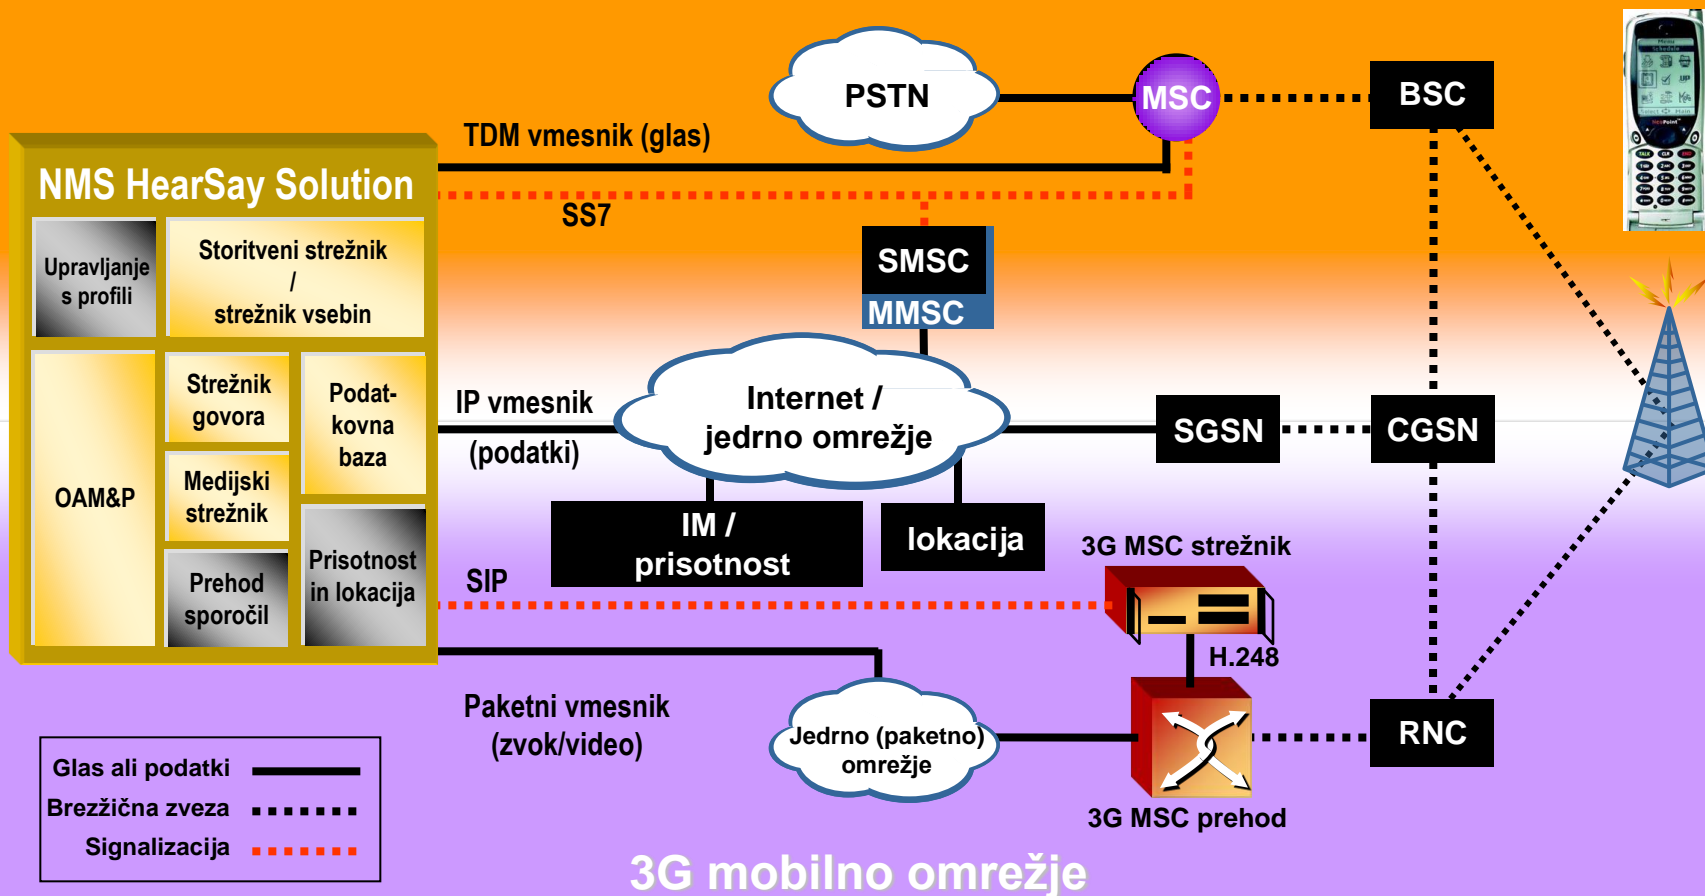 PSTN
MSC
BSC
TDM vmesnik (glas)
NMS HearSay Solution
SS7
Upravljanje
s profili
Storitveni strežnik
/
strežnik vsebin
SMSC
MMSC
OAM&P
Strežnik
govora
Podat-
kovna
baza
Medijski
strežnik
Prehod
sporočil
Prisotnost
in lokacija
IP vmesnik
(podatki)
Internet /
jedrno omrežje
SGSN
CGSN
IM /
prisotnost
lokacija
3G MSC strežnik
SIP
H.248
Paketni vmesnik
(zvok/video)
Jedrno (paketno)
omrežje
RNC
3G MSC prehod
Glas ali podatki
Brezžična zveza
Signalizacija
3G mobilno omrežje